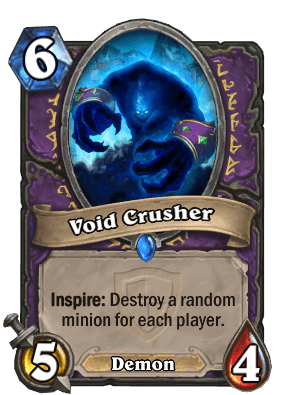 6
Void Crusher
Inspire: Destroy a random
minion for each player.
5
Demon
4